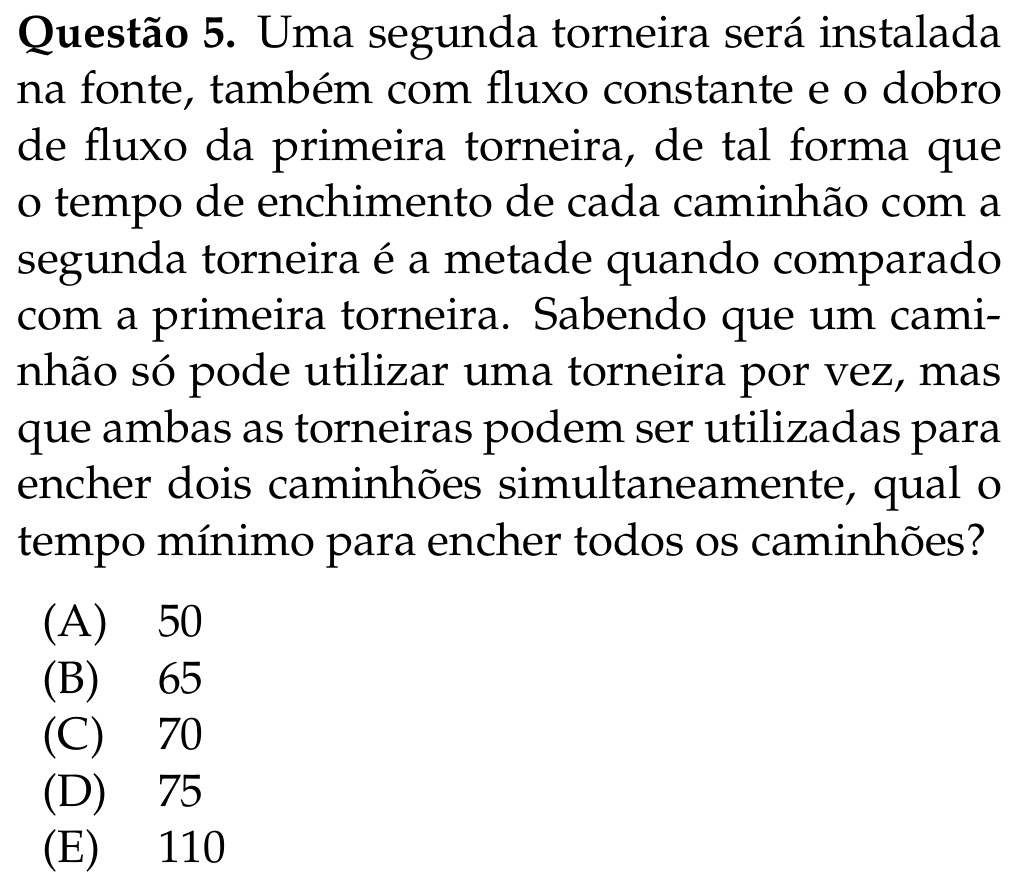 Questão 5. Uma segunda torneira será instalada
na fonte, também com fluxo constante e o dobro
de fluxo da primeira torneira, de tal forma que
o tempo de enchimento de cada caminhão com a
segunda torneira é a metade quando comparado
com a primeira torneira. Sabendo que um cami-
nhão só pode utilizar uma torneira por vez, mas
que ambas as torneiras podem ser utilizadas para
encher dois caminhões simultaneamente, qual o
tempo mínimo para encher todos os caminhões?
(A) 50
(B) 65
(C) 70
(D) 75
(E) 110